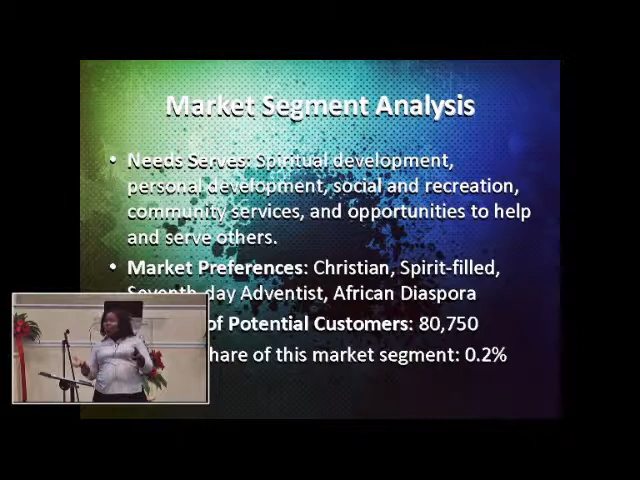 Market Segment Analysis
• Needs Serves: Spiritual development,
personal development, social and recreation,
community services, and opportunities to help
and serve others.
• Market Preferences: Christian, Spirit-filled,
Seventh-day Adventist, African Diaspora
of Potential Customers: 80,750
hare of this market segment: 0.2%